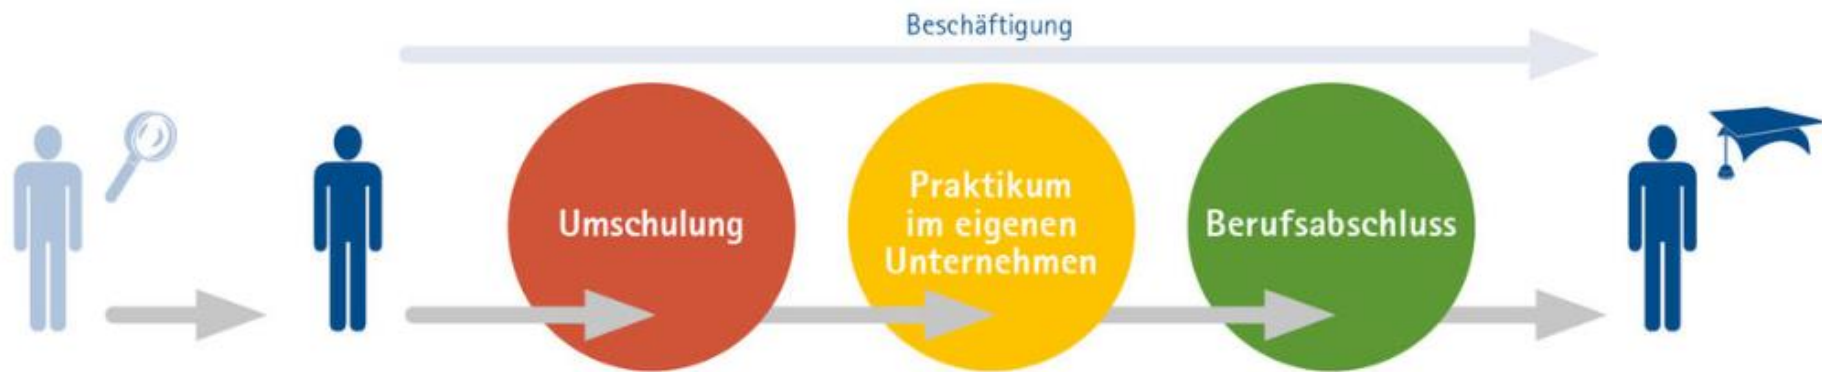 Beschäftigung
Umschulung
Praktikum
im eigenen
Unternehmen
Berufsabschluss